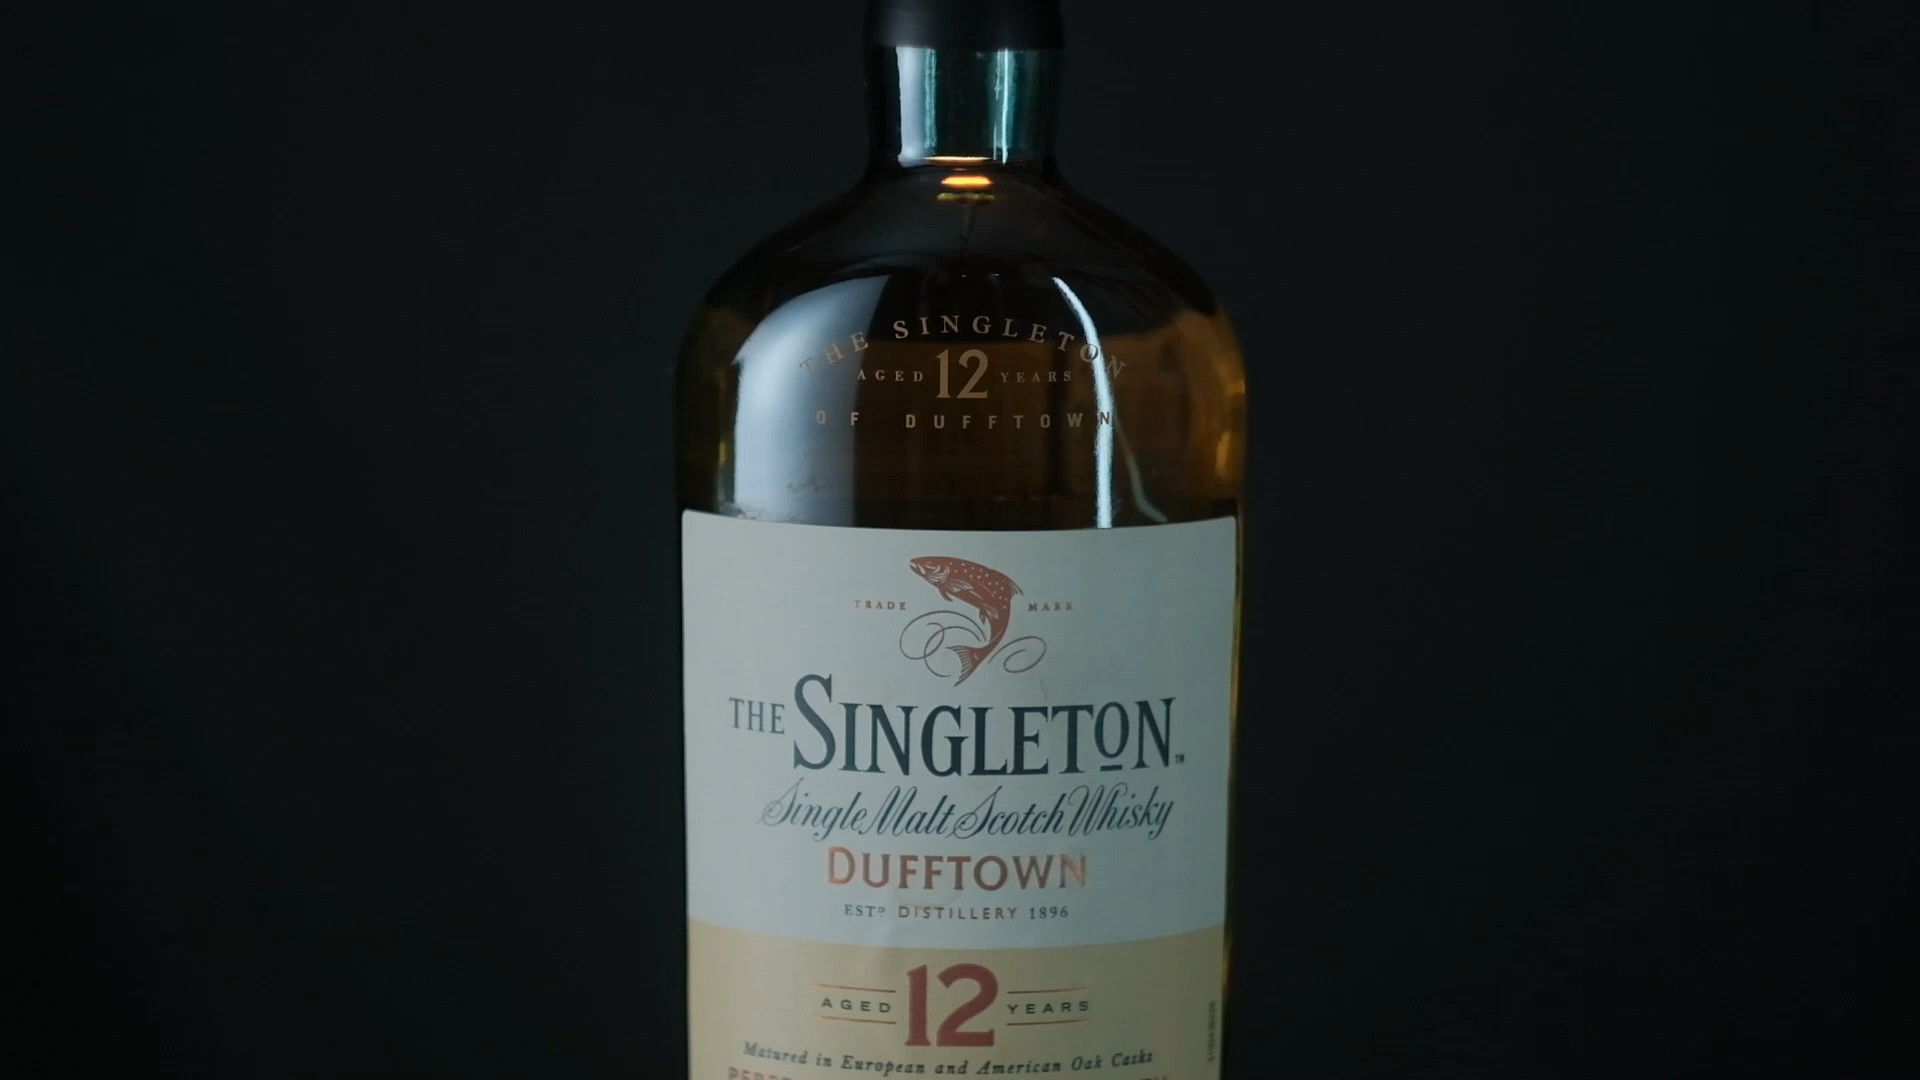 THE SINGLETON
AGED 12 YEARS
OF DUFFTOWN
TRADE MARK
THE SINGLETON™
Single Malt Scotch Whisky
DUFFTOWN
ESTD DISTILLERY 1896
AGED 12 YEARS
Matured in European and American Oak Casks